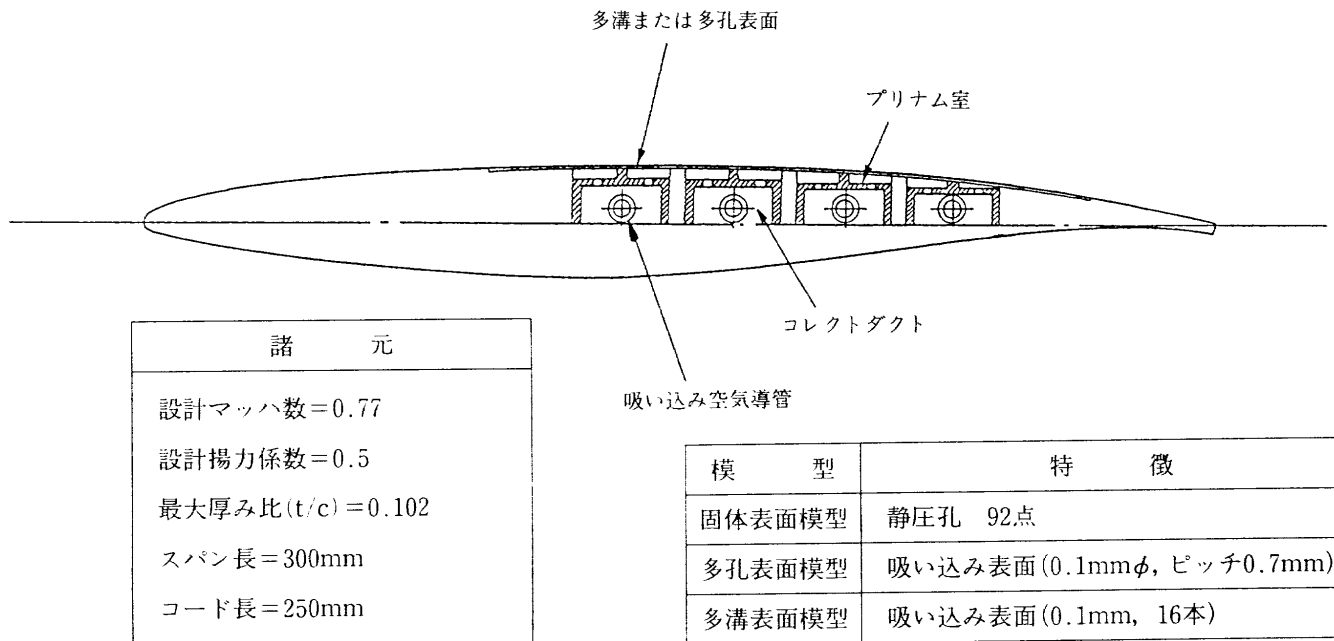 多溝または多孔表面
プリナム室
コレクトダクト
吸い込み空気導管
諸 元
設計マッハ数=0.77
設計揚力係数=0.5
最大厚み比(t/c)=0.102
スパン長=300mm
コード長=250mm
模 型 特 徴
固体表面模型 静圧孔 92点
多孔表面模型 吸い込み表面(0.1mmφ, ピッチ0.7mm)
多溝表面模型 吸い込み表面(0.1mm, 16本)